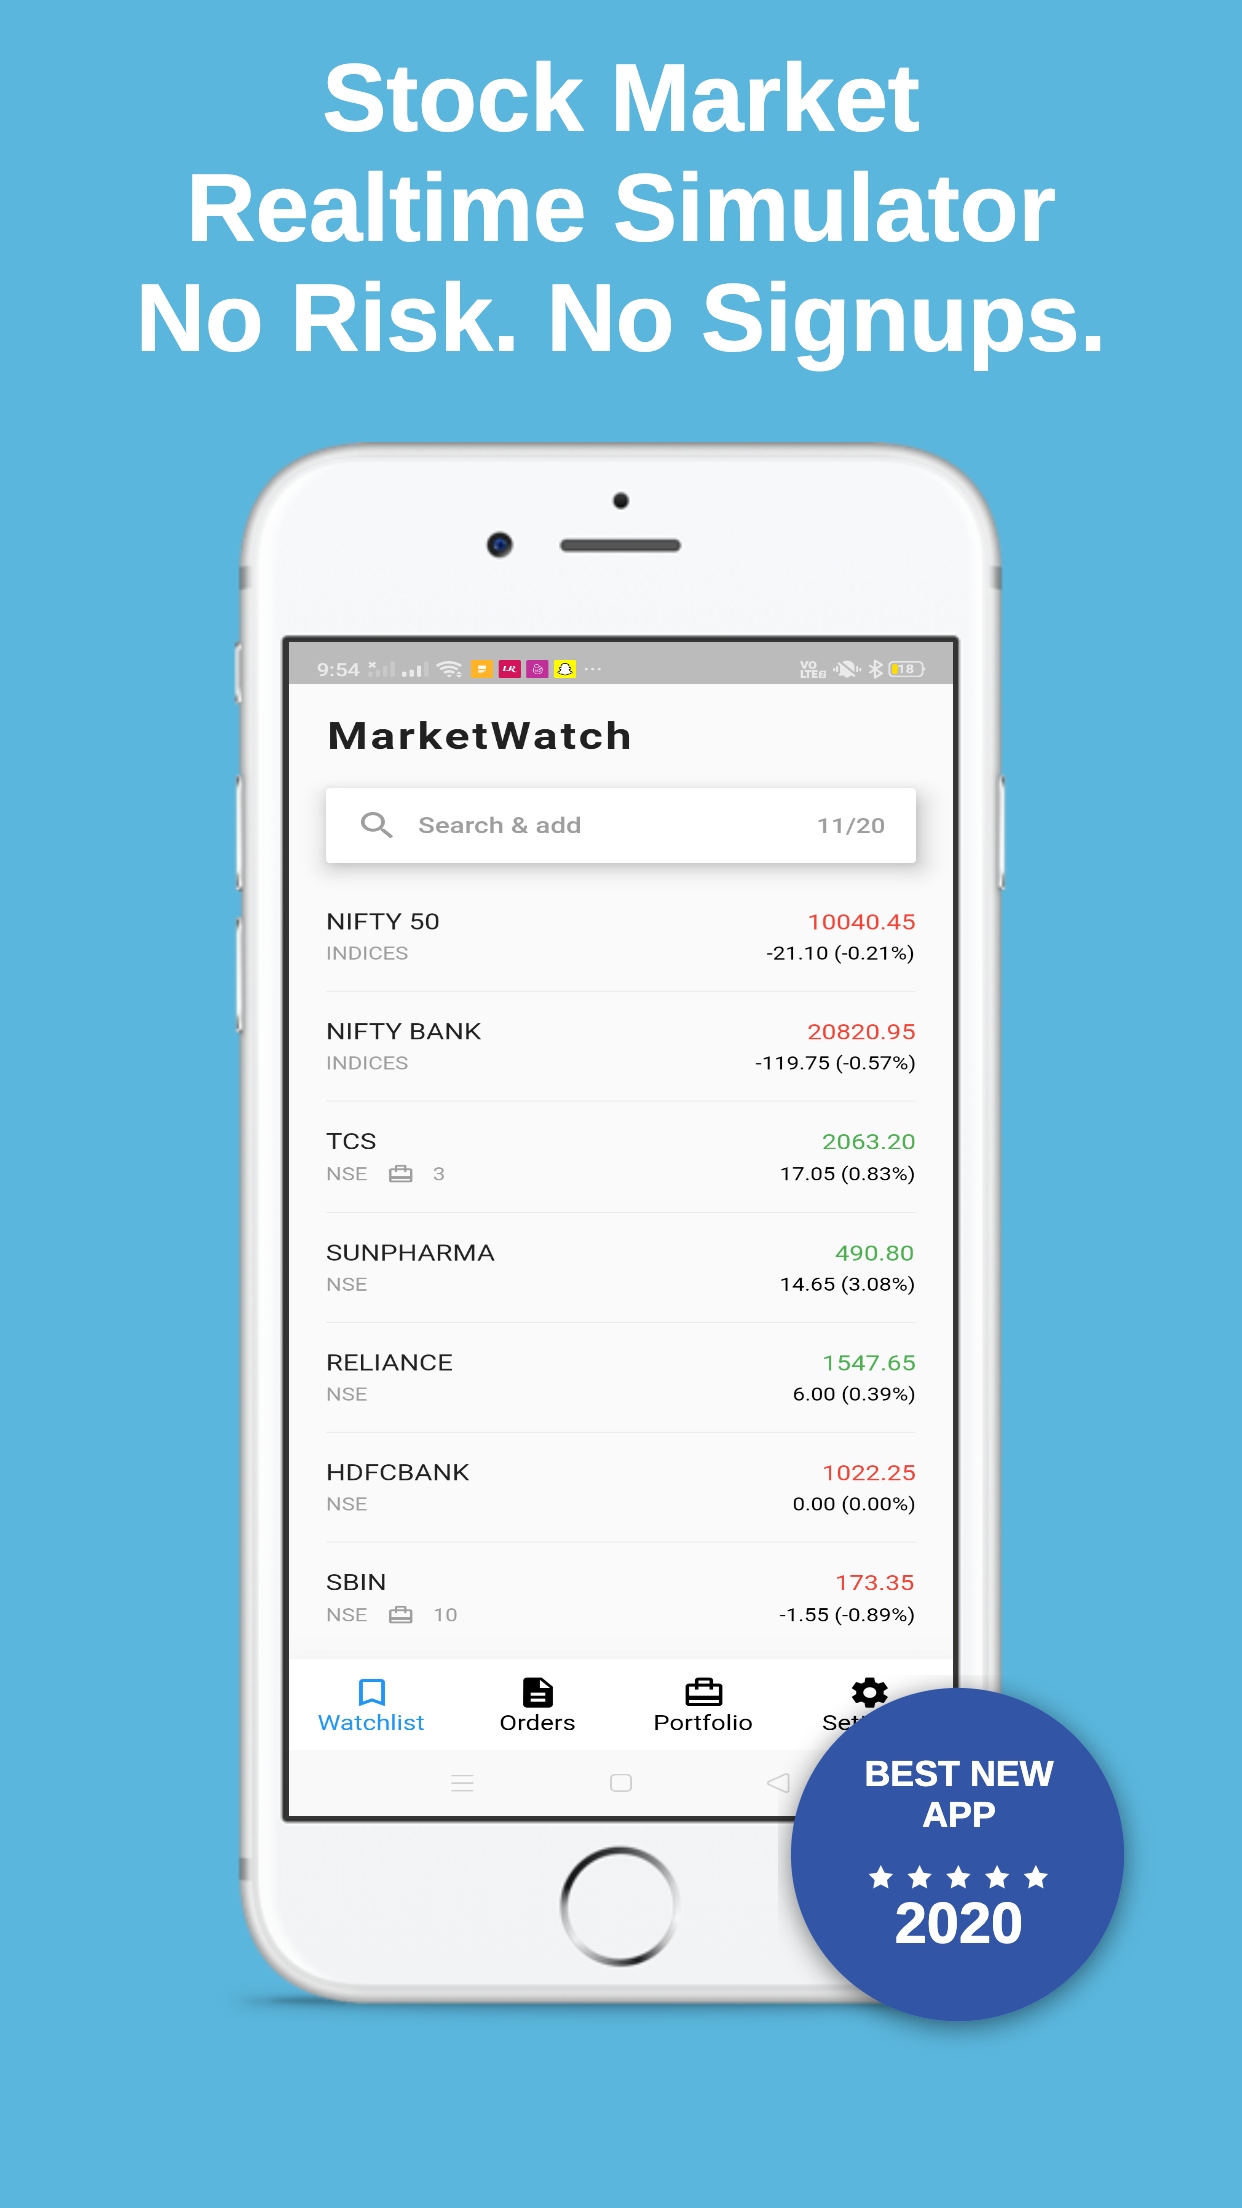 Stock Market
Realtime Simulator
No Risk. No Signups.
9:54
VO
LTE2
18
MarketWatch
Search & add 11/20
NIFTY 50 10040.45
INDICES -21.10 (-0.21%)
NIFTY BANK 20820.95
INDICES -119.75 (-0.57%)
TCS 2063.20
NSE 3 17.05 (0.83%)
SUNPHARMA 490.80
NSE 14.65 (3.08%)
RELIANCE 1547.65
NSE 6.00 (0.39%)
HDFCBANK 1022.25
NSE 0.00 (0.00%)
SBIN 173.35
NSE 10 -1.55 (-0.89%)
Watchlist Orders Portfolio
BEST NEW
APP
2020